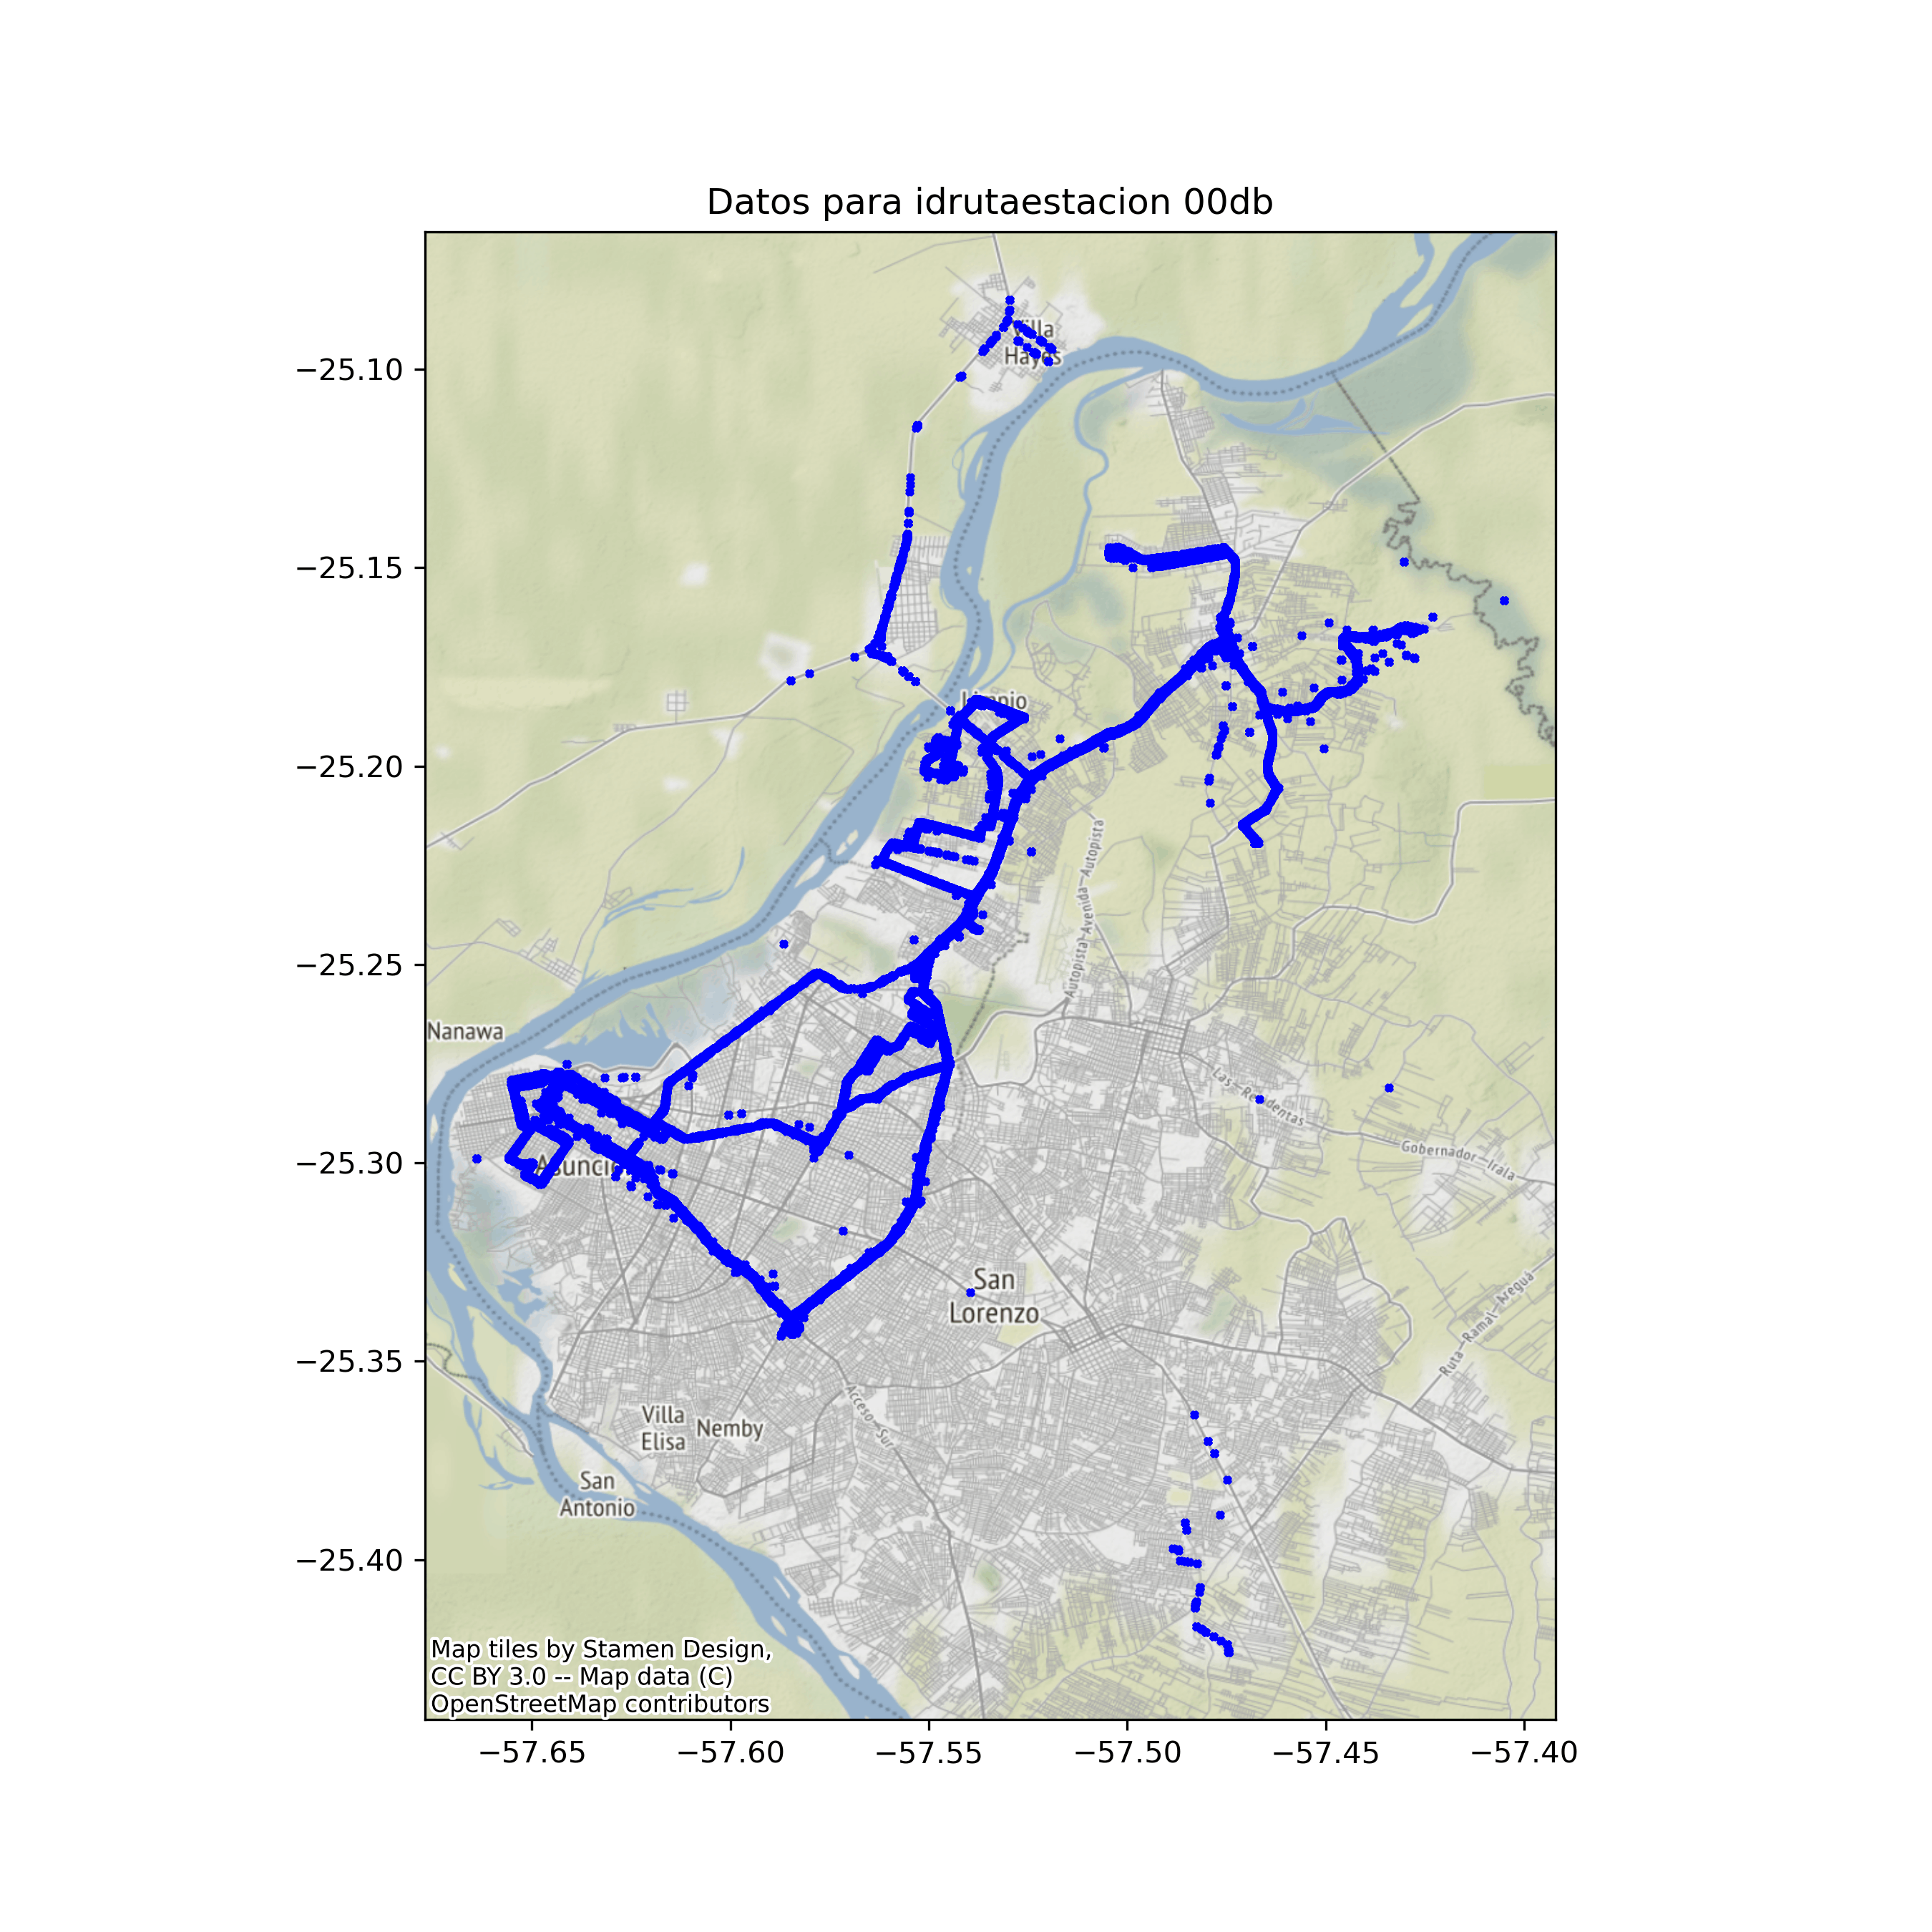 Datos para idrutaestacion 00db
−25.10
−25.15
−25.20
−25.25
−25.30
−25.35
−25.40
Villa
Hayes
Autopista
Avenida
Autopista
Nanawa
Las
Gobernador
Irala
San
Lorenzo
Ruta
Ramal
Areguá
Villa
Elisa
Nemby
Acceso
Sur
San
Antonio
Map tiles by Stamen Design,
CC BY 3.0 -- Map data (C)
OpenStreetMap contributors
−57.65
−57.60
−57.55
−57.50
−57.45
−57.40